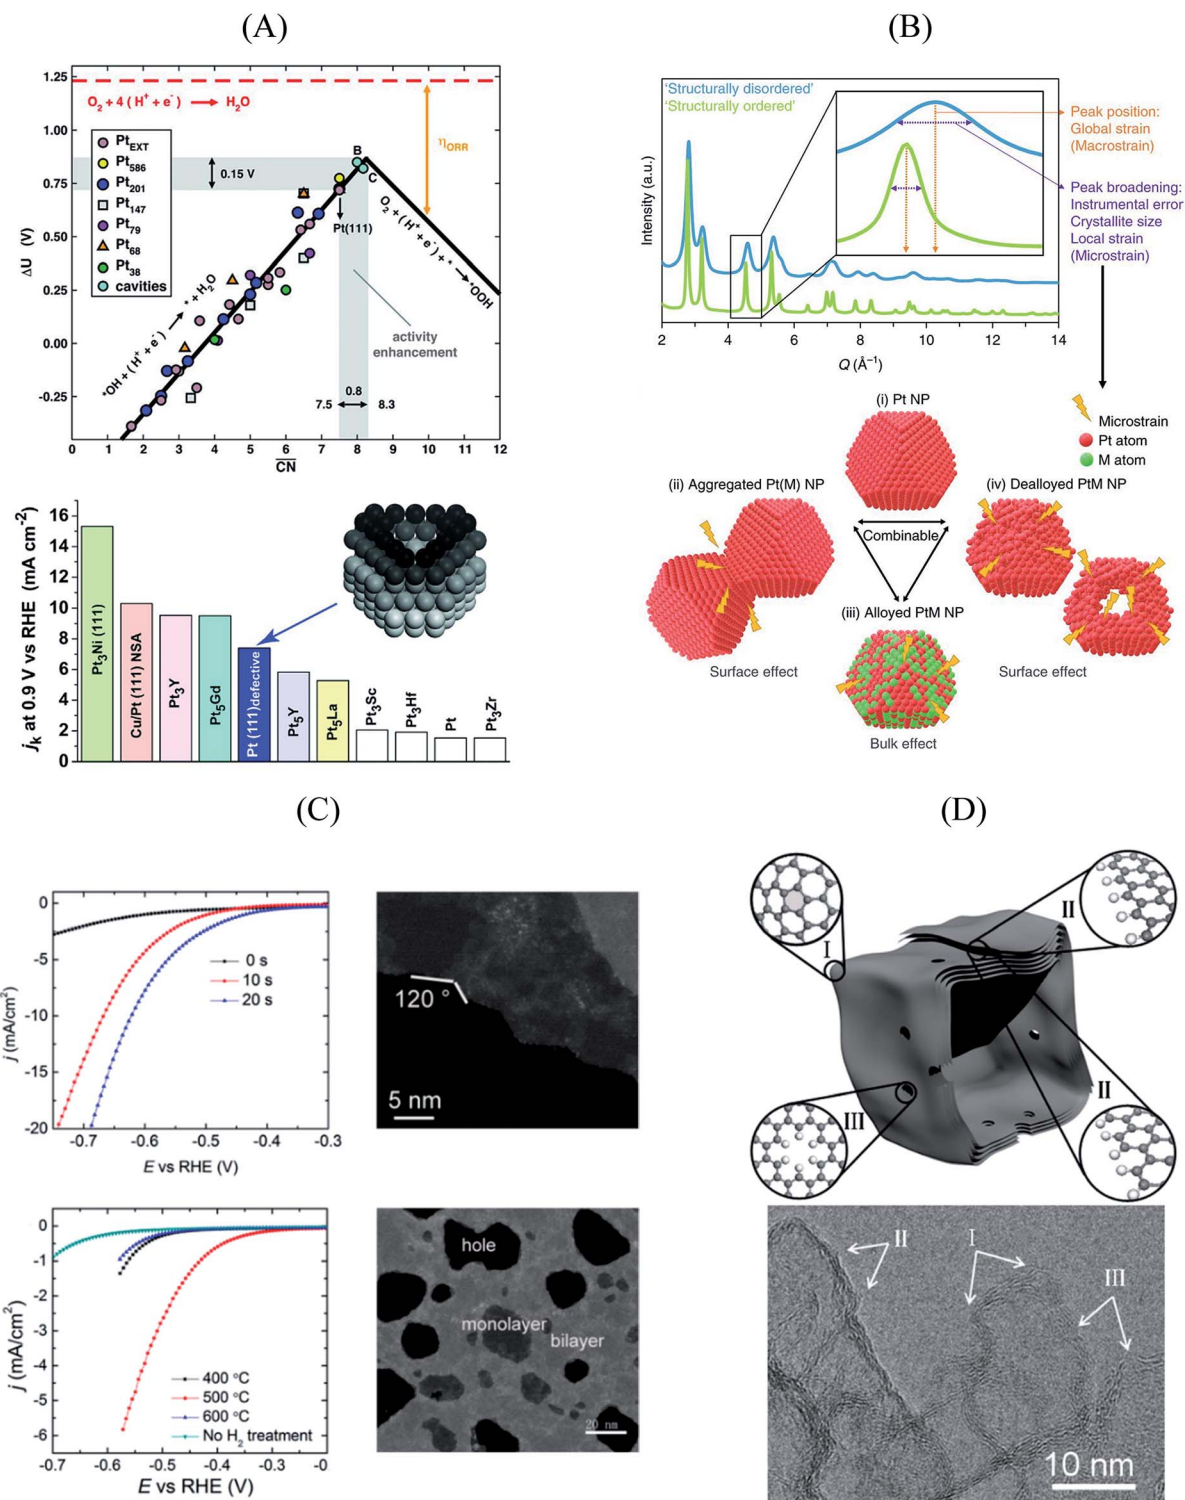 (A)
1.25
1.00
0.75
0.50
0.25
0.00
-0.25
ΔU (V)
O2 + 4 ( H+ + e-) → H2O
PtEXT
Pt586
Pt201
Pt147
Pt79
Pt68
Pt38
cavities
0.15 V
B
C
ηORR
Pt(111)
O2 + ( H+ + e-) + * → *OOH
*OH + ( H+ + e-) → * + H2O
activity
enhancement
0.8
7.5
8.3
0 1 2 3 4 5 6 7 8 9 10 11 12
CN
jk at 0.9 V vs RHE (mA cm-2)
16
14
12
10
8
6
4
2
0
Pt3Ni (111)
Cu/Pt (111) NSA
Pt3Y
Pt5Gd
Pt (111)defective
Pt5Y
Pt5La
Pt3Sc
Pt3Hf
Pt
Pt3Zr
(B)
'Structurally disordered'
'Structurally ordered'
Intensity (a.u.)
2 4 6 8 10 12 14
Q (Å−1)
Peak position:
Global strain
(Macrostrain)
Peak broadening:
Instrumental error
Crystallite size
Local strain
(Microstrain)
(i) Pt NP
Microstrain
Pt atom
M atom
(ii) Aggregated Pt(M) NP
(iv) Dealloyed PtM NP
Combinable
(iii) Alloyed PtM NP
Surface effect
Surface effect
Bulk effect
(C)
0
-5
-10
-15
-20
j (mA/cm2)
0 s
10 s
20 s
-0.7 -0.6 -0.5 -0.4 -0.3
E vs RHE (V)
120 °
5 nm
0
-1
-2
-3
-4
-5
-6
j (mA/cm2)
400 °C
500 °C
600 °C
No H2 treatment
-0.7 -0.6 -0.5 -0.4 -0.3 -0.2 -0
E vs RHE (V)
hole
monolayer
bilayer
20 nm
(D)
I
II
III
II
II
I
III
10 nm